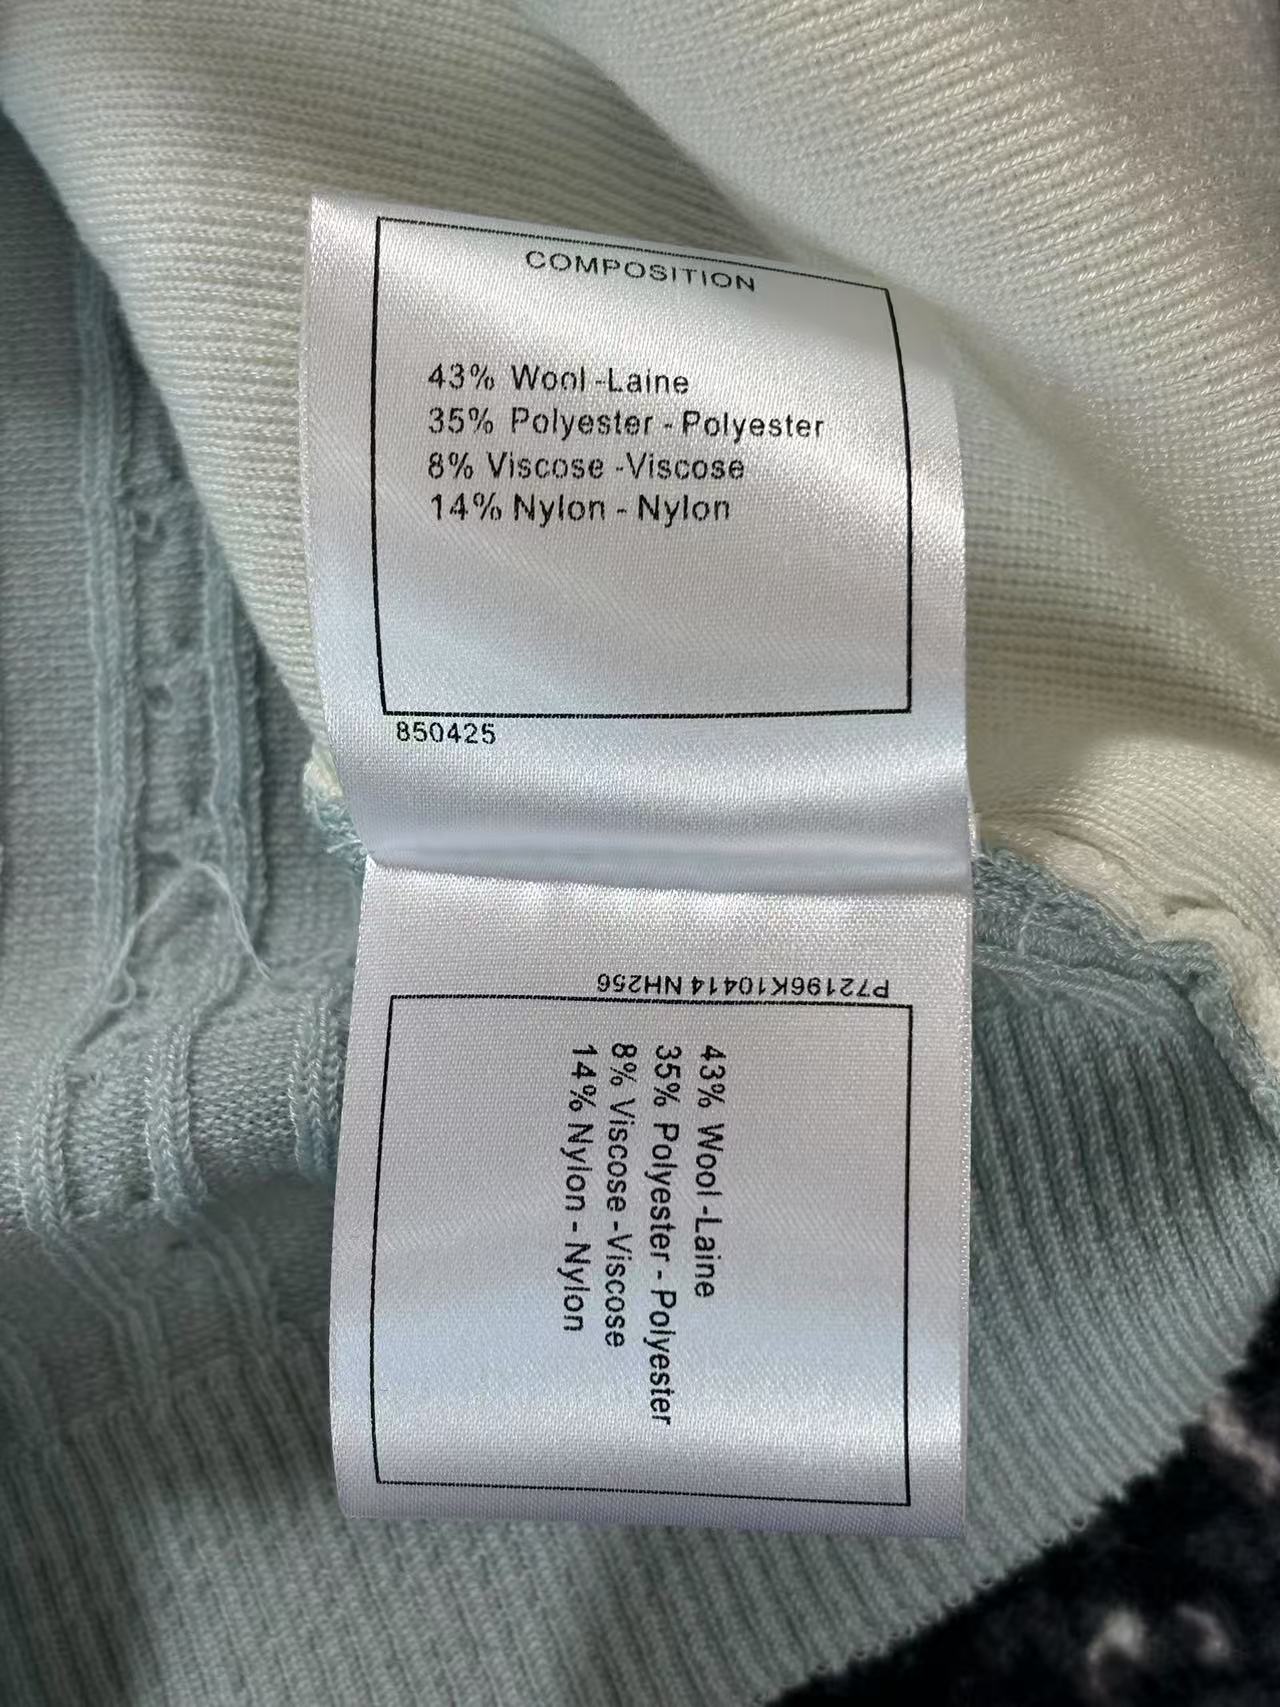 COMPOSITION
43% Wool -Laine
35% Polyester - Polyester
8% Viscose -Viscose
14% Nylon - Nylon
850425
P72196K10414 NH256
43% Wool -Laine
35% Polyester - Polyester
8% Viscose -Viscose
14% Nylon - Nylon